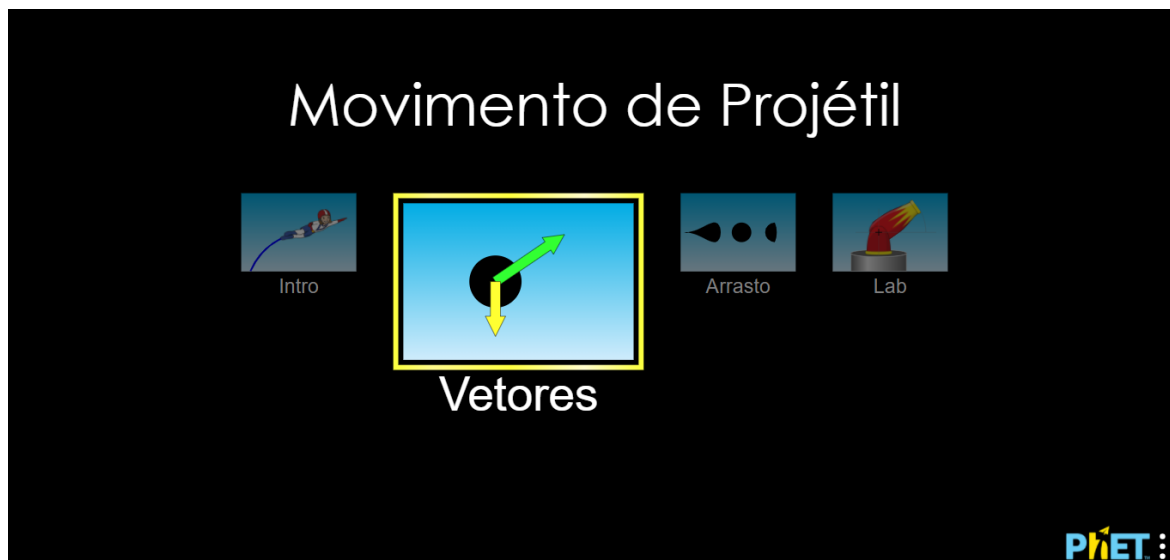 Movimento de Projétil
Intro
Vetores
Arrasto
Lab
PhET